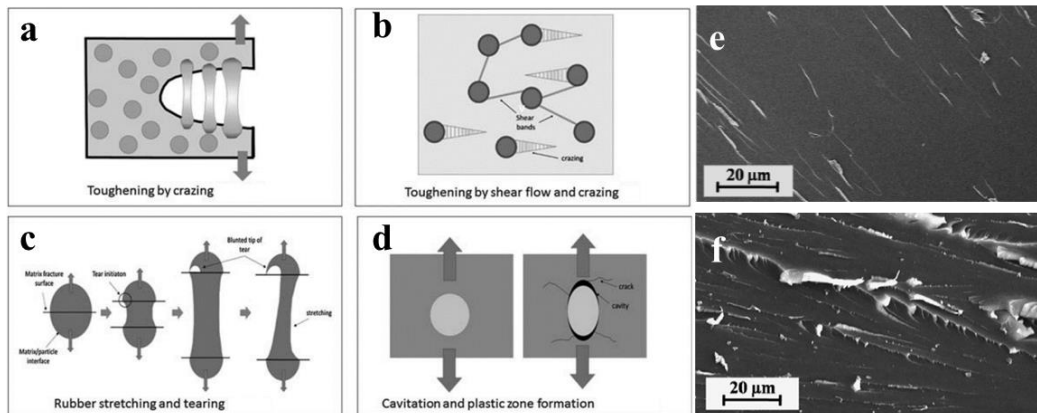 a
Toughening by crazing
b
Shear
bands
crazing
Toughening by shear flow and crazing
e
20 µm
c
Matrix fracture
surface
Tear initiaton
Blunted tip of
tear
stretching
Matrix/particle
interface
Rubber stretching and tearing
d
crack
cavity
Cavitation and plastic zone formation
f
20 µm